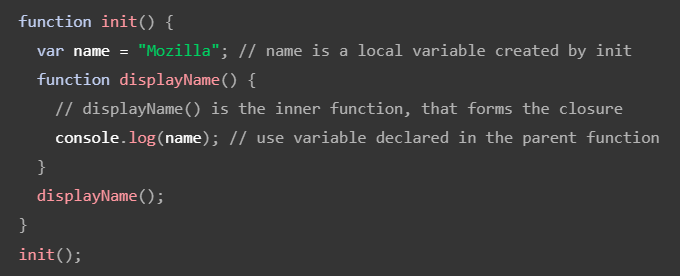 function init() {
  var name = "Mozilla"; // name is a local variable created by init
  function displayName() {
    // displayName() is the inner function, that forms the closure
    console.log(name); // use variable declared in the parent function
  }
  displayName();
}
init();